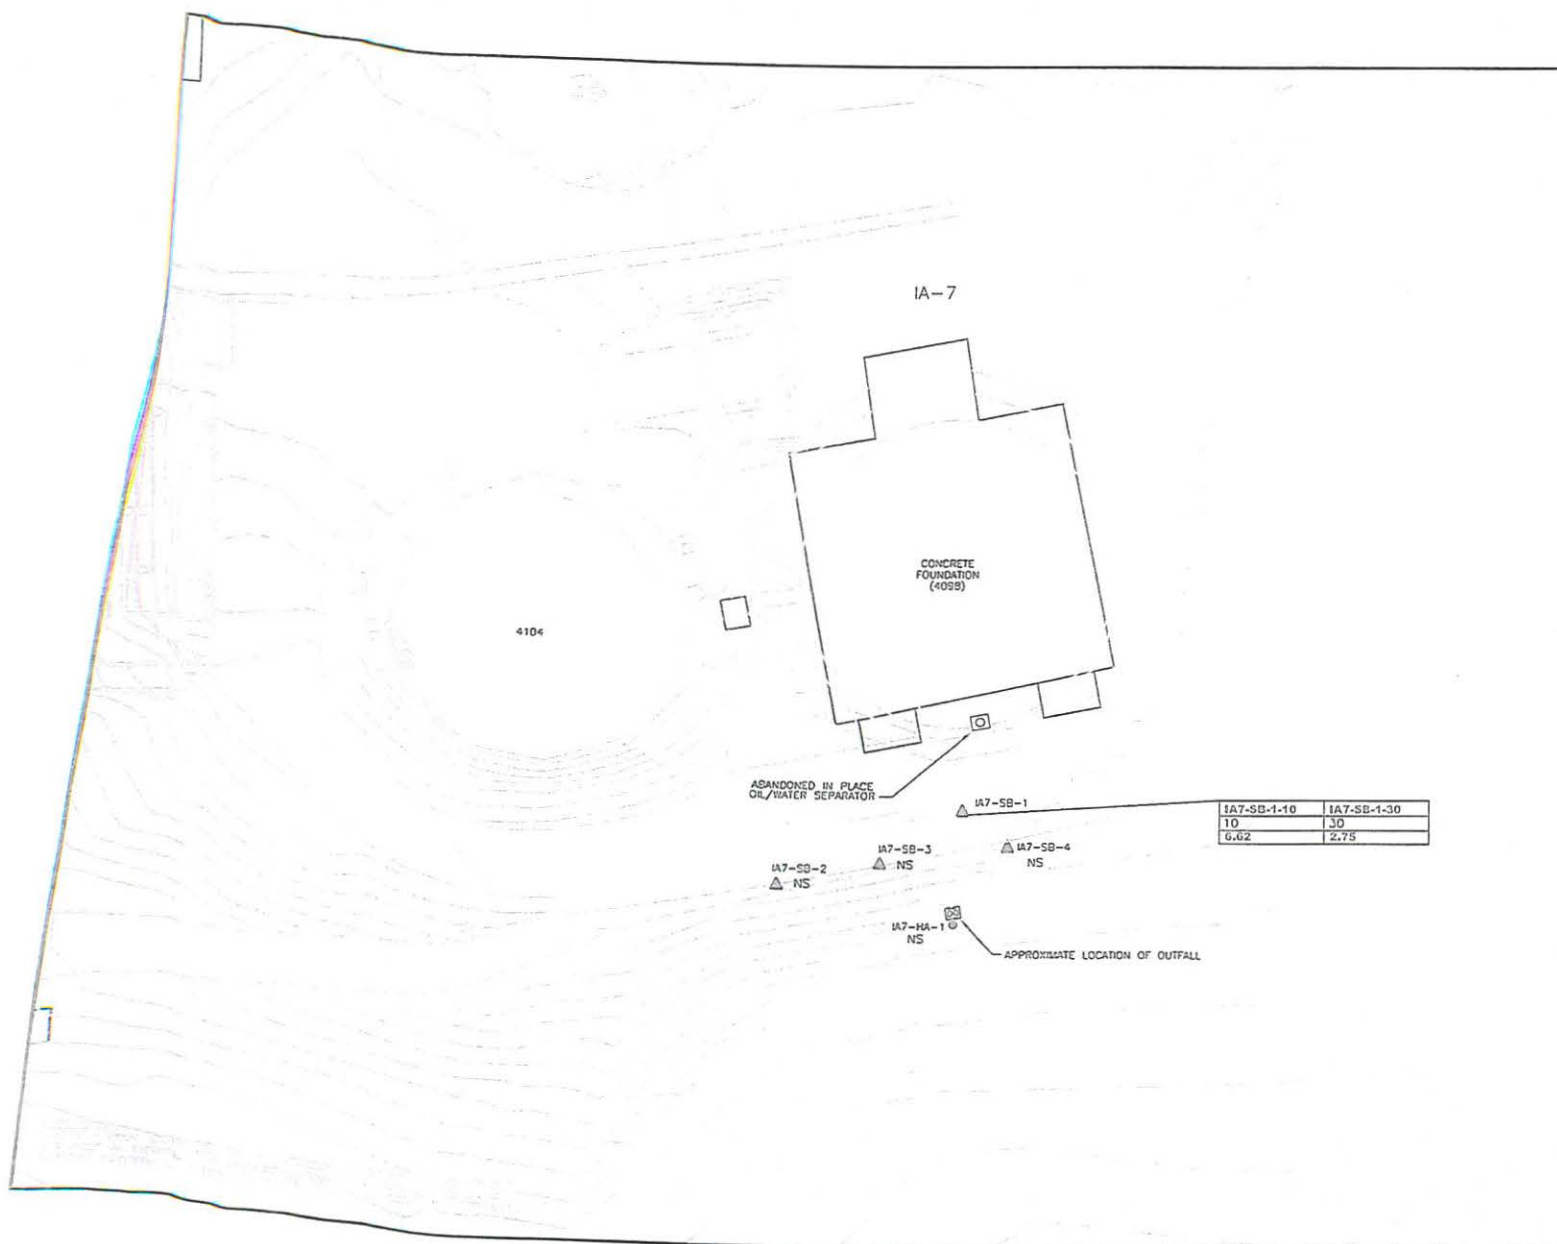 IA-7
CONCRETE
FOUNDATION
(4098)
4104
ABANDONED IN PLACE
OIL/WATER SEPARATOR
IA7-SB-1
IA7-SB-1-10 IA7-SB-1-30
10 30
6.62 2.75
IA7-SB-3
NS
IA7-SB-4
NS
IA7-SB-2
NS
IA7-HA-1
NS
APPROXIMATE LOCATION OF OUTFALL